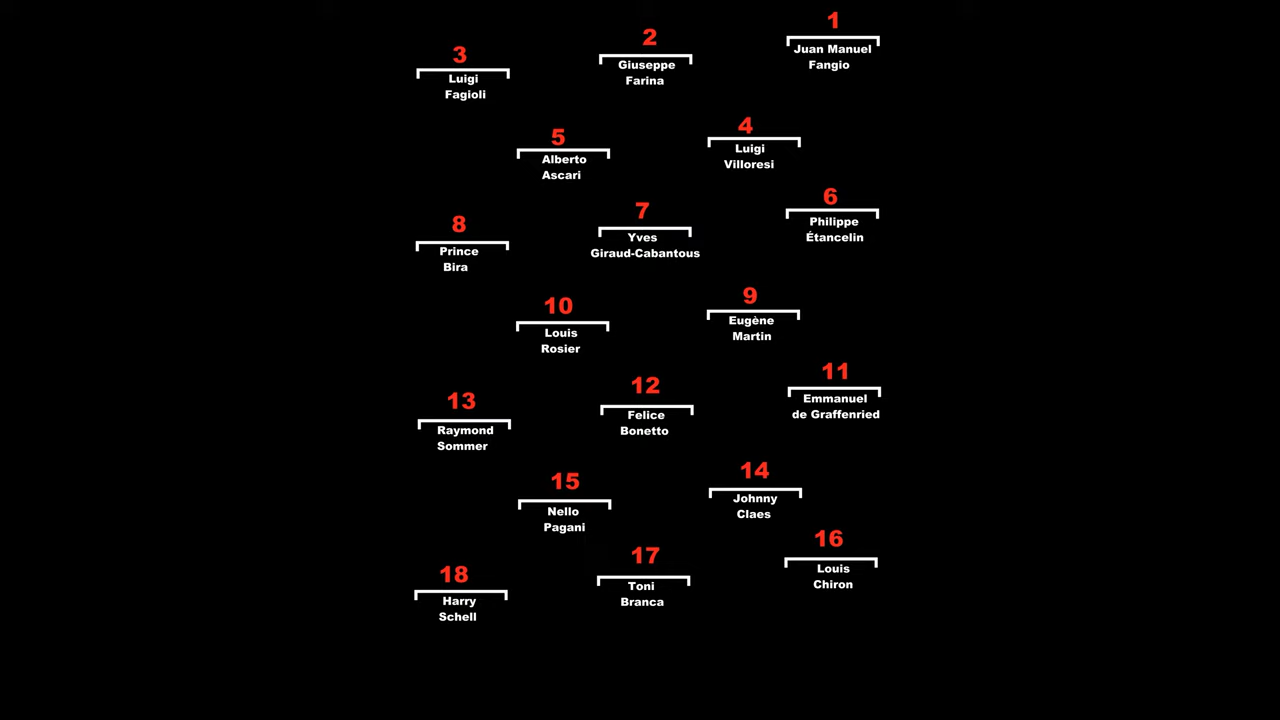 1
Juan Manuel
Fangio
2
Giuseppe
Farina
3
Luigi
Fagioli
4
Luigi
Villoresi
5
Alberto
Ascari
6
Philippe
Étancelin
7
Yves
Giraud-Cabantous
8
Prince
Bira
9
Eugène
Martin
10
Louis
Rosier
11
Emmanuel
de Graffenried
12
Felice
Bonetto
13
Raymond
Sommer
14
Johnny
Claes
15
Nello
Pagani
16
Louis
Chiron
17
Toni
Branca
18
Harry
Schell